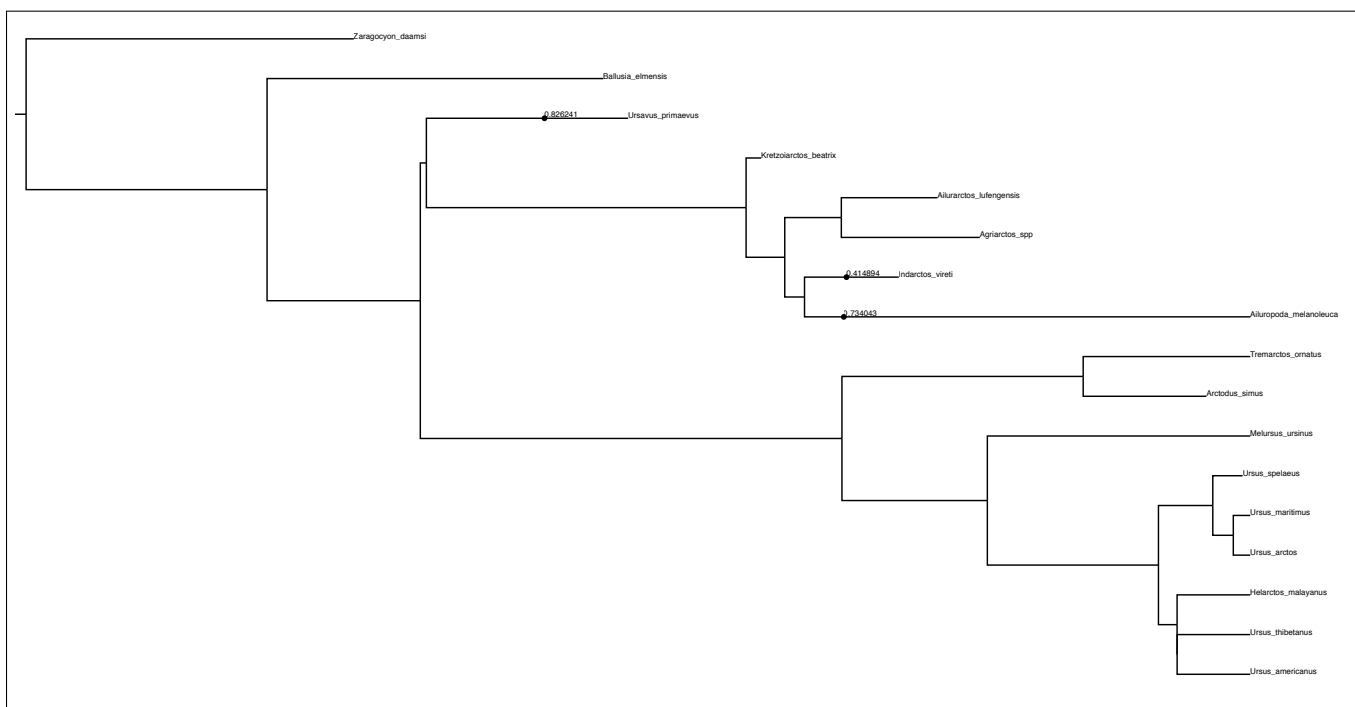 Zaragocyon_daamsi
Ballusia_elmensis
0.826241 Ursavus_primaevus
Kretzoiarctos_beatrix
Ailurarctos_lufengensis
Agriarctos_spp
0.414894 Indarctos_vireti
0.734043 Ailuropoda_melanoleuca
Tremarctos_ornatus
Arctodus_simus
Melursus_ursinus
Ursus_spelaeus
Ursus_maritimus
Ursus_arctos
Helarctos_malayanus
Ursus_thibetanus
Ursus_americanus